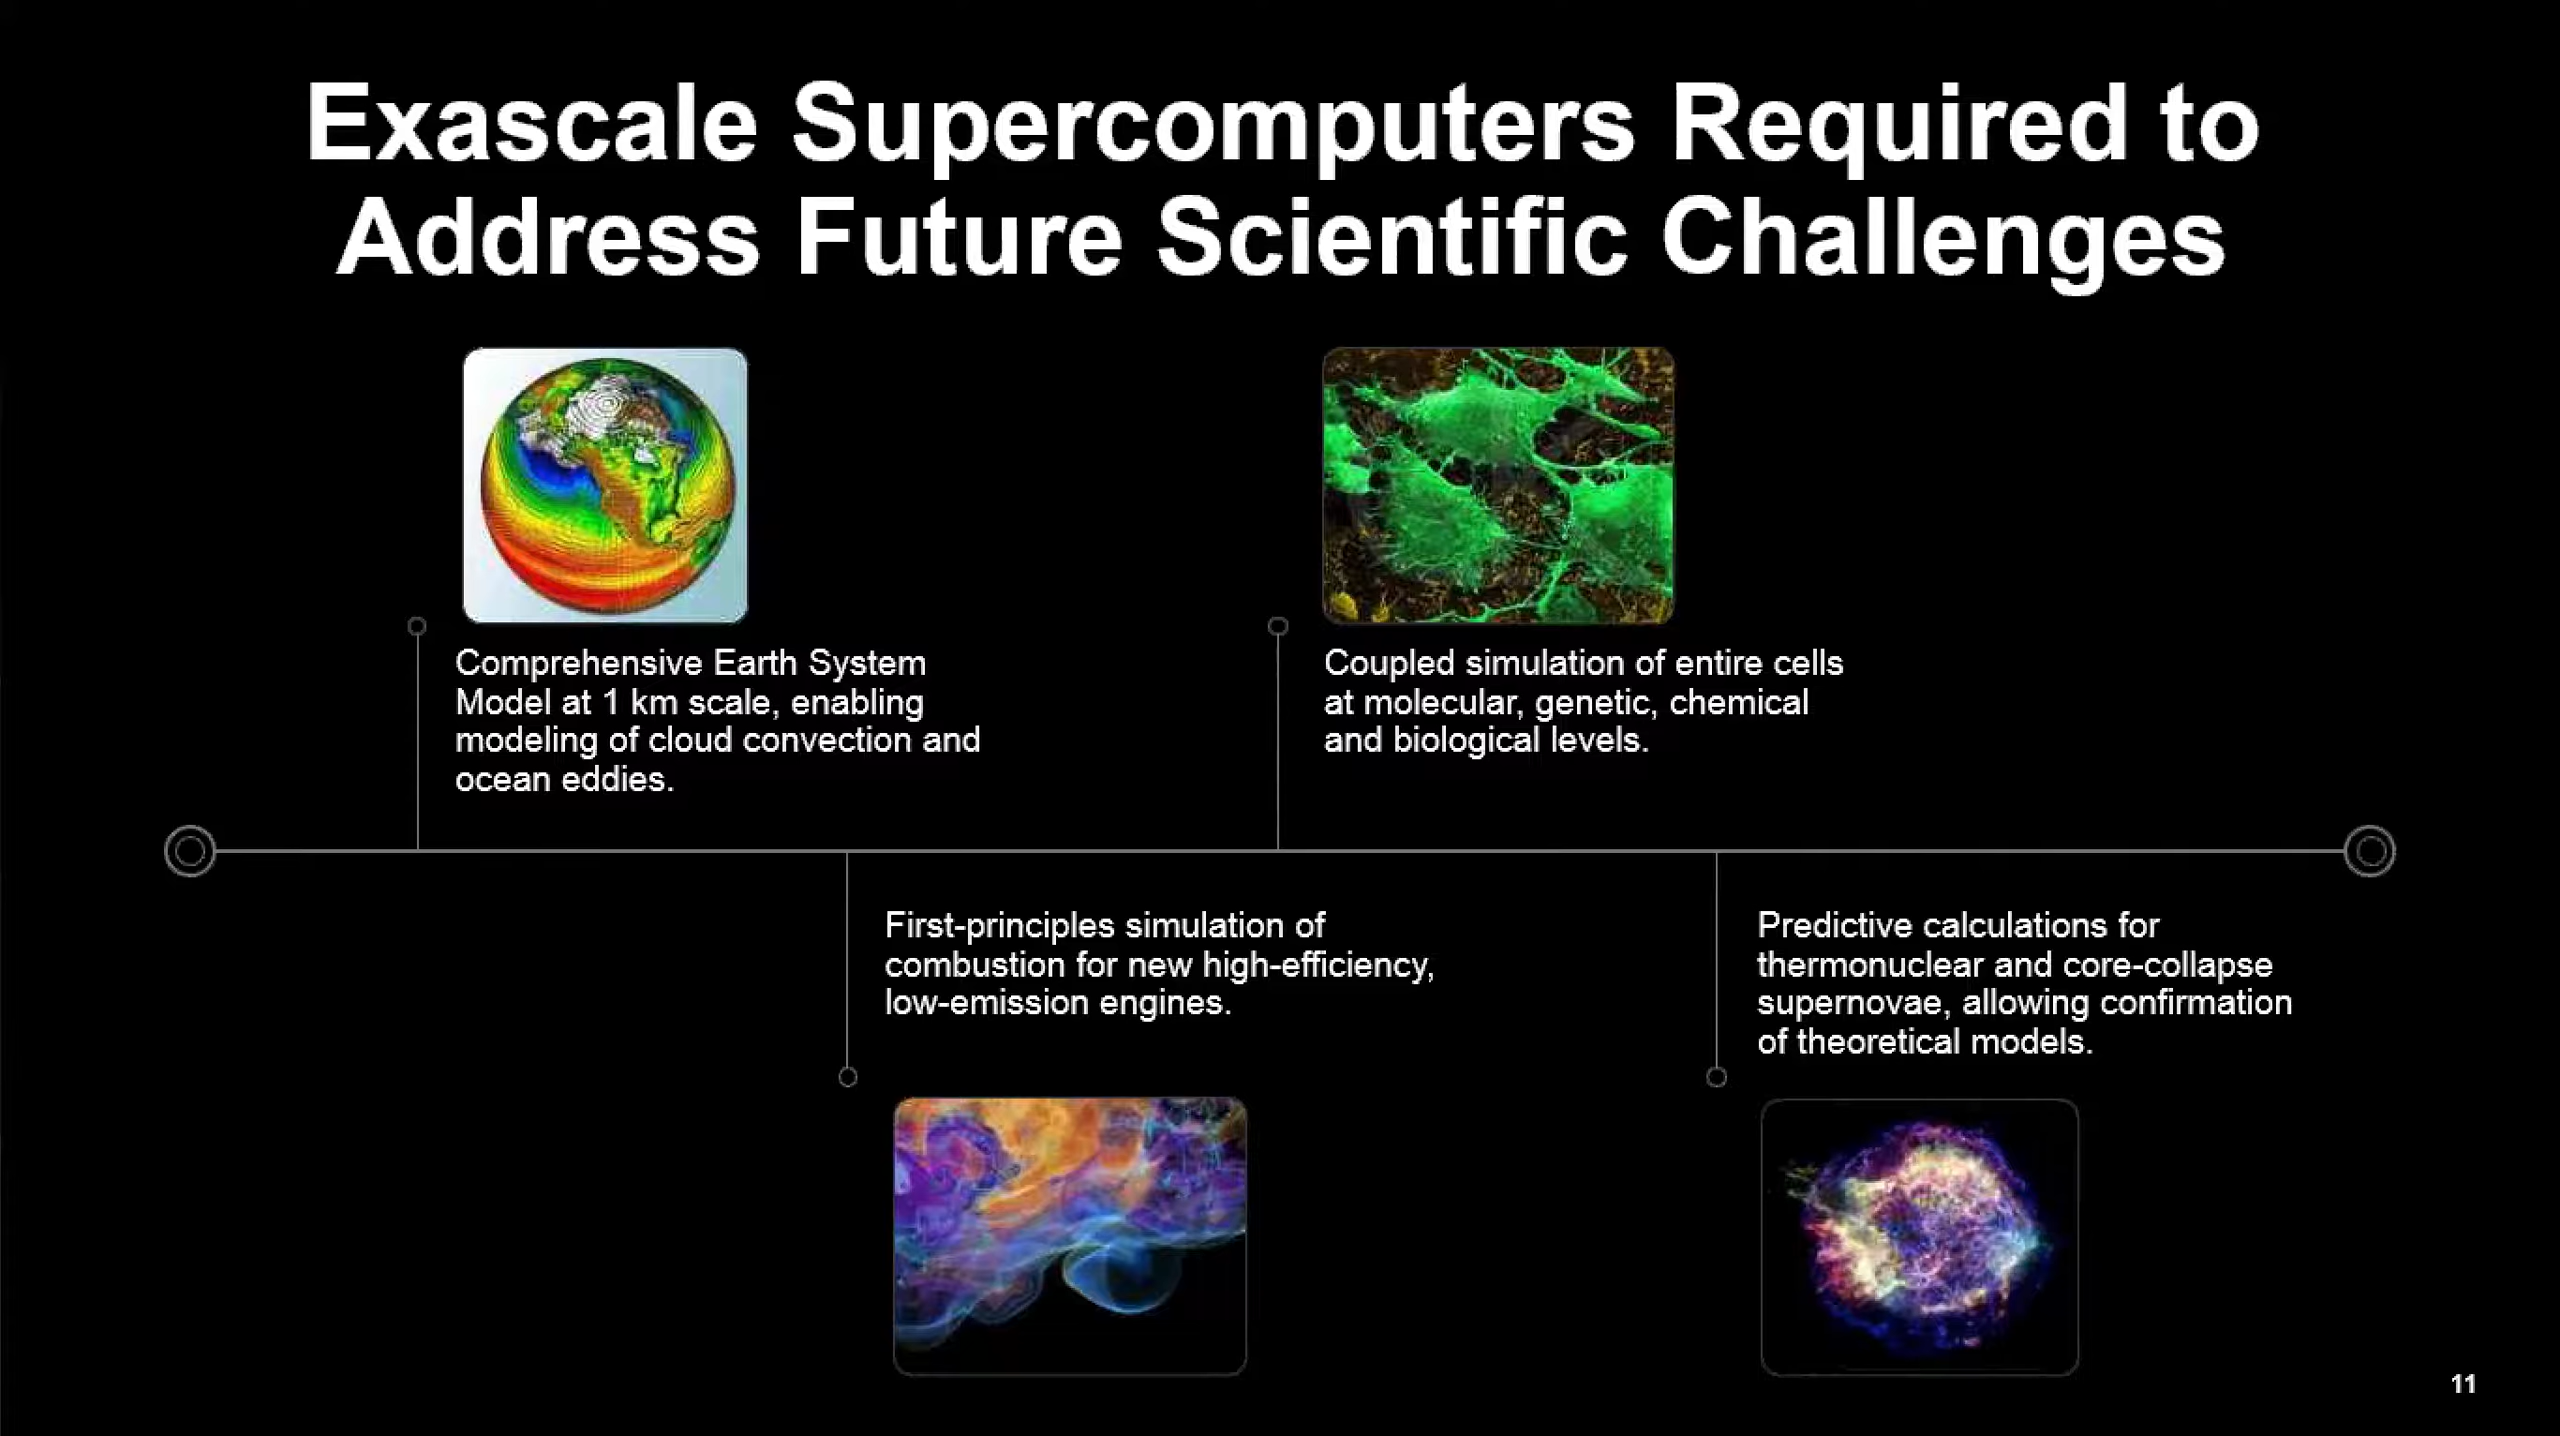 Exascale Supercomputers Required to
Address Future Scientific Challenges
Comprehensive Earth System
Model at 1 km scale, enabling
modeling of cloud convection and
ocean eddies.
Coupled simulation of entire cells
at molecular, genetic, chemical
and biological levels.
First-principles simulation of
combustion for new high-efficiency,
low-emission engines.
Predictive calculations for
thermonuclear and core-collapse
supernovae, allowing confirmation
of theoretical models.
11